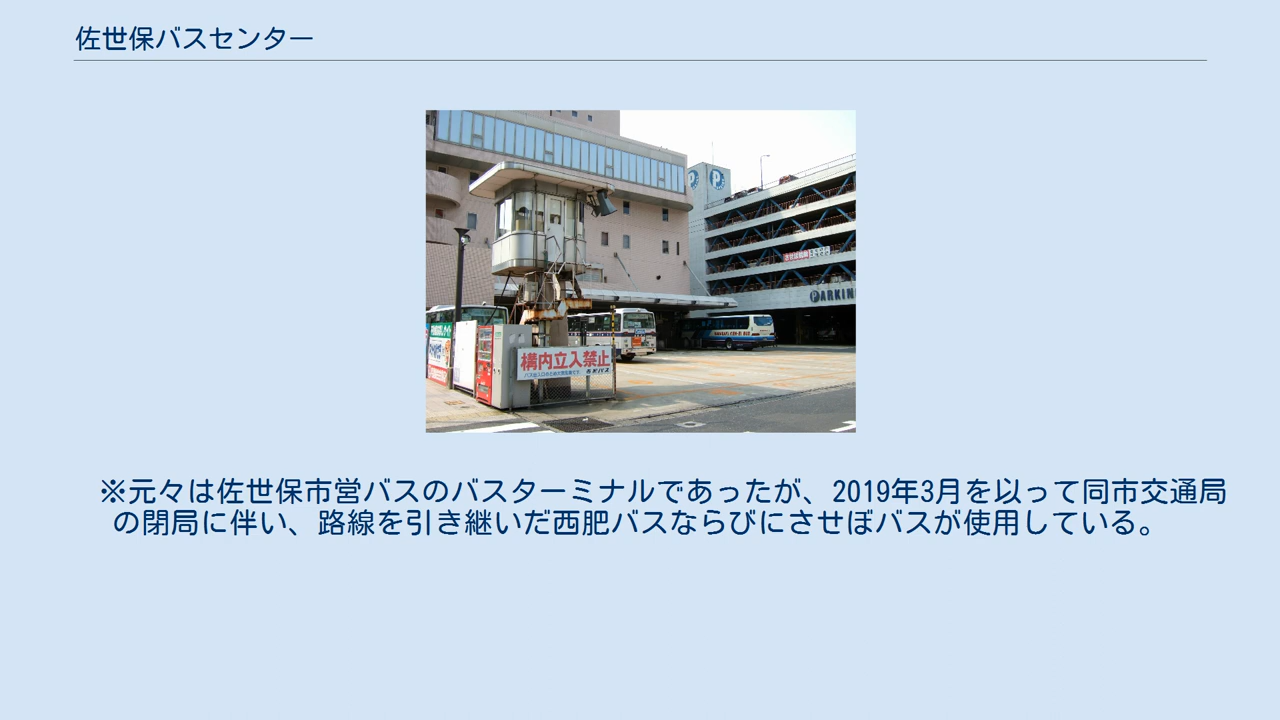 佐世保バスセンター
P
P
PARKIN
構内立入禁止
※元々は佐世保市営バスのバスターミナルであったが、2019年3月を以って同市交通局
の閉局に伴い、路線を引き継いだ西肥バスならびにさせぼバスが使用している。